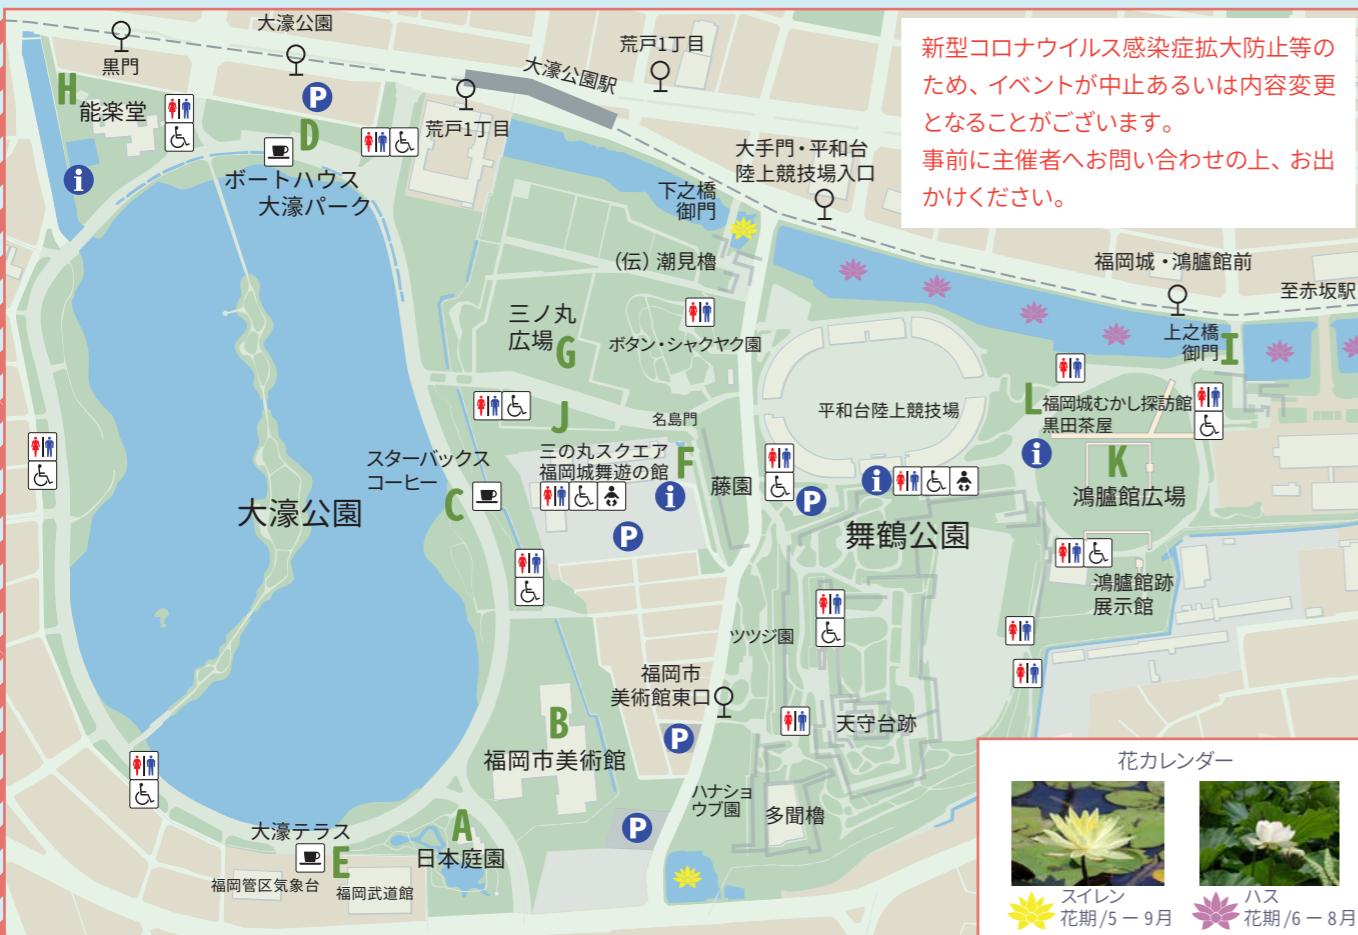 大濠公園
黒門
荒戸1丁目
大濠公園駅
荒戸1丁目
新型コロナウイルス感染症拡大防止等の
ため、イベントが中止あるいは内容変更
となることがございます。
事前に主催者へお問い合わせの上、お出
かけください。
H
能楽堂
P
D
i
ボートハウス
大濠パーク
大手門・平和台
陸上競技場入口
下之橋
御門
(伝)潮見櫓
福岡城・鴻臚館前
至赤坂駅
上之橋
御門
I
三ノ丸
広場
G
ボタン・シャクヤク園
J
名島門
平和台陸上競技場
L
福岡城むかし探訪館
黒田茶屋
スターバックス
コーヒー
C
三の丸スクエア
福岡城舞遊の館
F
i
P
藤園
P
i
i
K
鴻臚館広場
大濠公園
舞鶴公園
鴻臚館跡
展示館
ツツジ園
福岡市
美術館東口
P
天守台跡
B
福岡市美術館
ハナショ
ウブ園
多聞櫓
P
A
日本庭園
大濠テラス
E
福岡管区気象台
福岡武道館
花カレンダー
スイレン
花期/5ー9月
ハス
花期/6ー8月